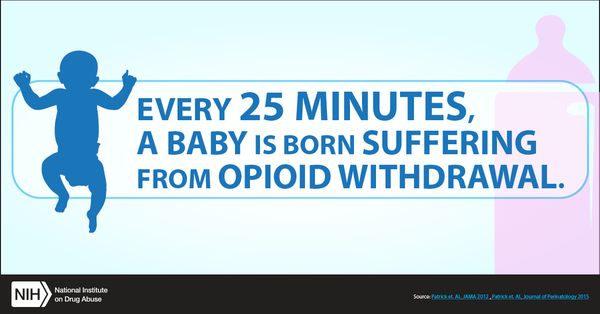 EVERY 25 MINUTES,
A BABY IS BORN SUFFERING
FROM OPIOID WITHDRAWAL.
NIH
National Institute
on Drug Abuse
Source: Patrick et. Al, JAMA 2012 , Patrick et. Al, Journal of Perinatology 2015